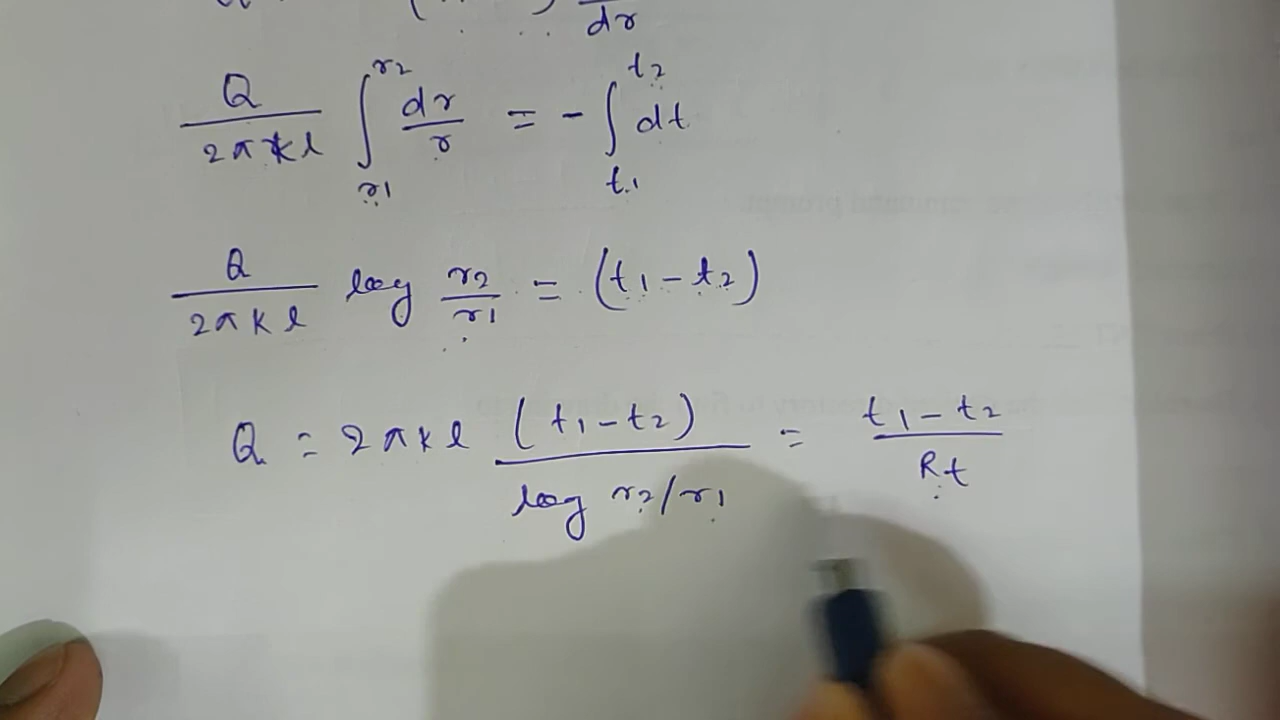 dr
Q/2πkl ∫r1^r2 dr/r = - ∫t1^t2 dt
Q/2πkl log r2/r1 = (t1-t2)
Q = 2πkl (t1-t2)/log r2/r1 = t1-t2/Rt